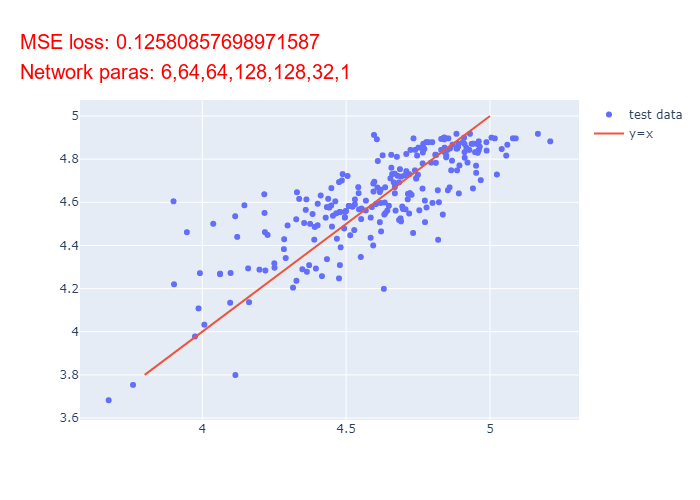 MSE loss: 0.12580857698971587
Network paras: 6,64,64,128,128,32,1
5
4.8
4.6
4.4
4.2
4
3.8
3.6
4
4.5
5
test data
y=x